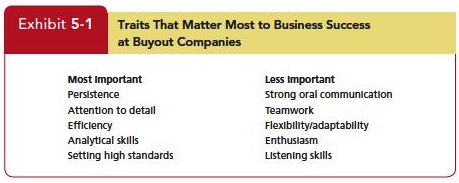 Exhibit 5-1
Traits That Matter Most to Business Success
at Buyout Companies
Most Important
Less Important
Persistence
Strong oral communication
Attention to detail
Teamwork
Efficiency
Flexibility/adaptability
Analytical skills
Enthusiasm
Setting high standards
Listening skills